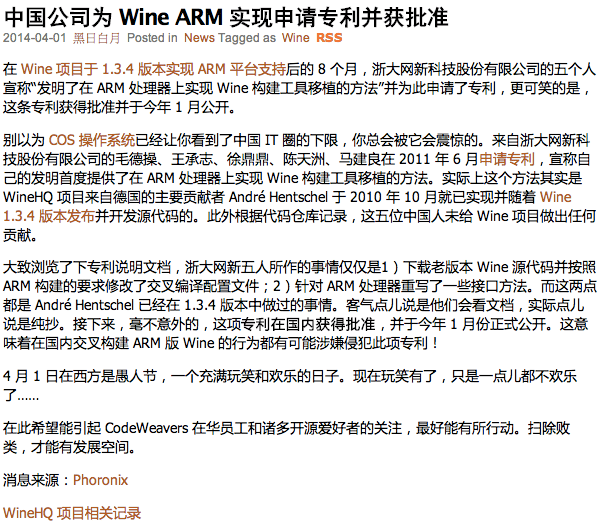 中国公司为 Wine ARM 实现申请专利并获批准
2014-04-01 黑日白月 Posted in News Tagged as Wine RSS
在 Wine 项目于 1.3.4 版本实现 ARM 平台支持后的 8 个月，浙大网新科技股份有限公司的五个人
宣称“发明了在 ARM 处理器上实现 Wine 构建工具移植的方法”并为此申请了专利，更可笑的是，
这条专利获得批准并于今年 1 月公开。
别以为 COS 操作系统已经让你看到了中国 IT 圈的下限，你总会被它会震惊的。来自浙大网新科
技股份有限公司的毛德操、王承志、徐鼎鼎、陈天洲、马建良在 2011 年 6 月申请专利，宣称自
己的发明首度提供了在 ARM 处理器上实现 Wine 构建工具移植的方法。实际上这个方法其实是
WineHQ 项目来自德国的主要贡献者 André Hentschel 于 2010 年 10 月就已实现并随着 Wine
1.3.4 版本发布并开发源代码的。此外根据代码仓库记录，这五位中国人未给 Wine 项目做出任何
贡献。
大致浏览了下专利说明文档，浙大网新五人所作的事情仅仅是1）下载老版本 Wine 源代码并按照
ARM 构建的要求修改了交叉编译配置文件；2）针对 ARM 处理器重写了一些接口方法。而这两点
都是 André Hentschel 已经在 1.3.4 版本中做过的事情。客气点儿说是他们会看文档，实际点儿
说是纯抄。接下来，毫不意外的，这项专利在国内获得批准，并于今年 1 月份正式公开。这意
味着在国内交叉构建 ARM 版 Wine 的行为都有可能涉嫌侵犯此项专利！
4 月 1 日在西方是愚人节，一个充满玩笑和欢乐的日子。现在玩笑有了，只是一点儿都不欢乐
了……
在此希望能引起 CodeWeavers 在华员工和诸多开源爱好者的关注，最好能有所行动。扫除败
类，才能有发展空间。
消息来源：Phoronix
WineHQ 项目相关记录